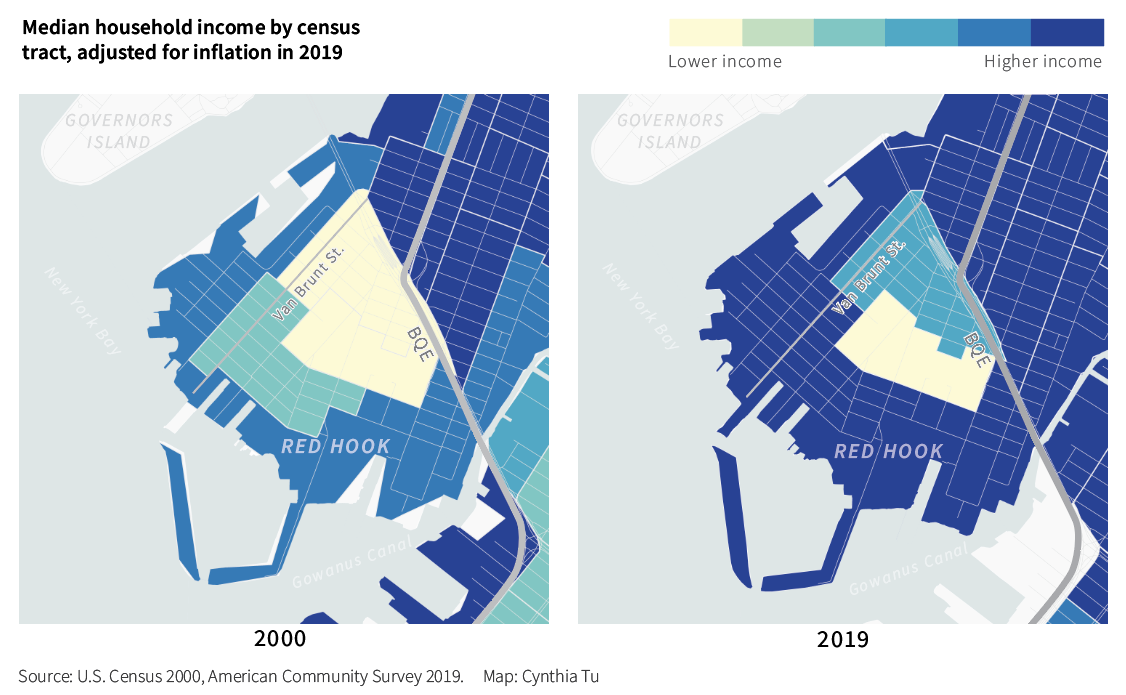 Median household income by census
tract, adjusted for inflation in 2019
Lower income
Higher income
GOVERNORS
ISLAND
New York Bay
Van Brunt St.
BQE
RED HOOK
Gowanus Canal
2000
GOVERNORS
ISLAND
New York Bay
Van Brunt St.
BQE
RED HOOK
Gowanus Canal
2019
Source: U.S. Census 2000, American Community Survey 2019. Map: Cynthia Tu